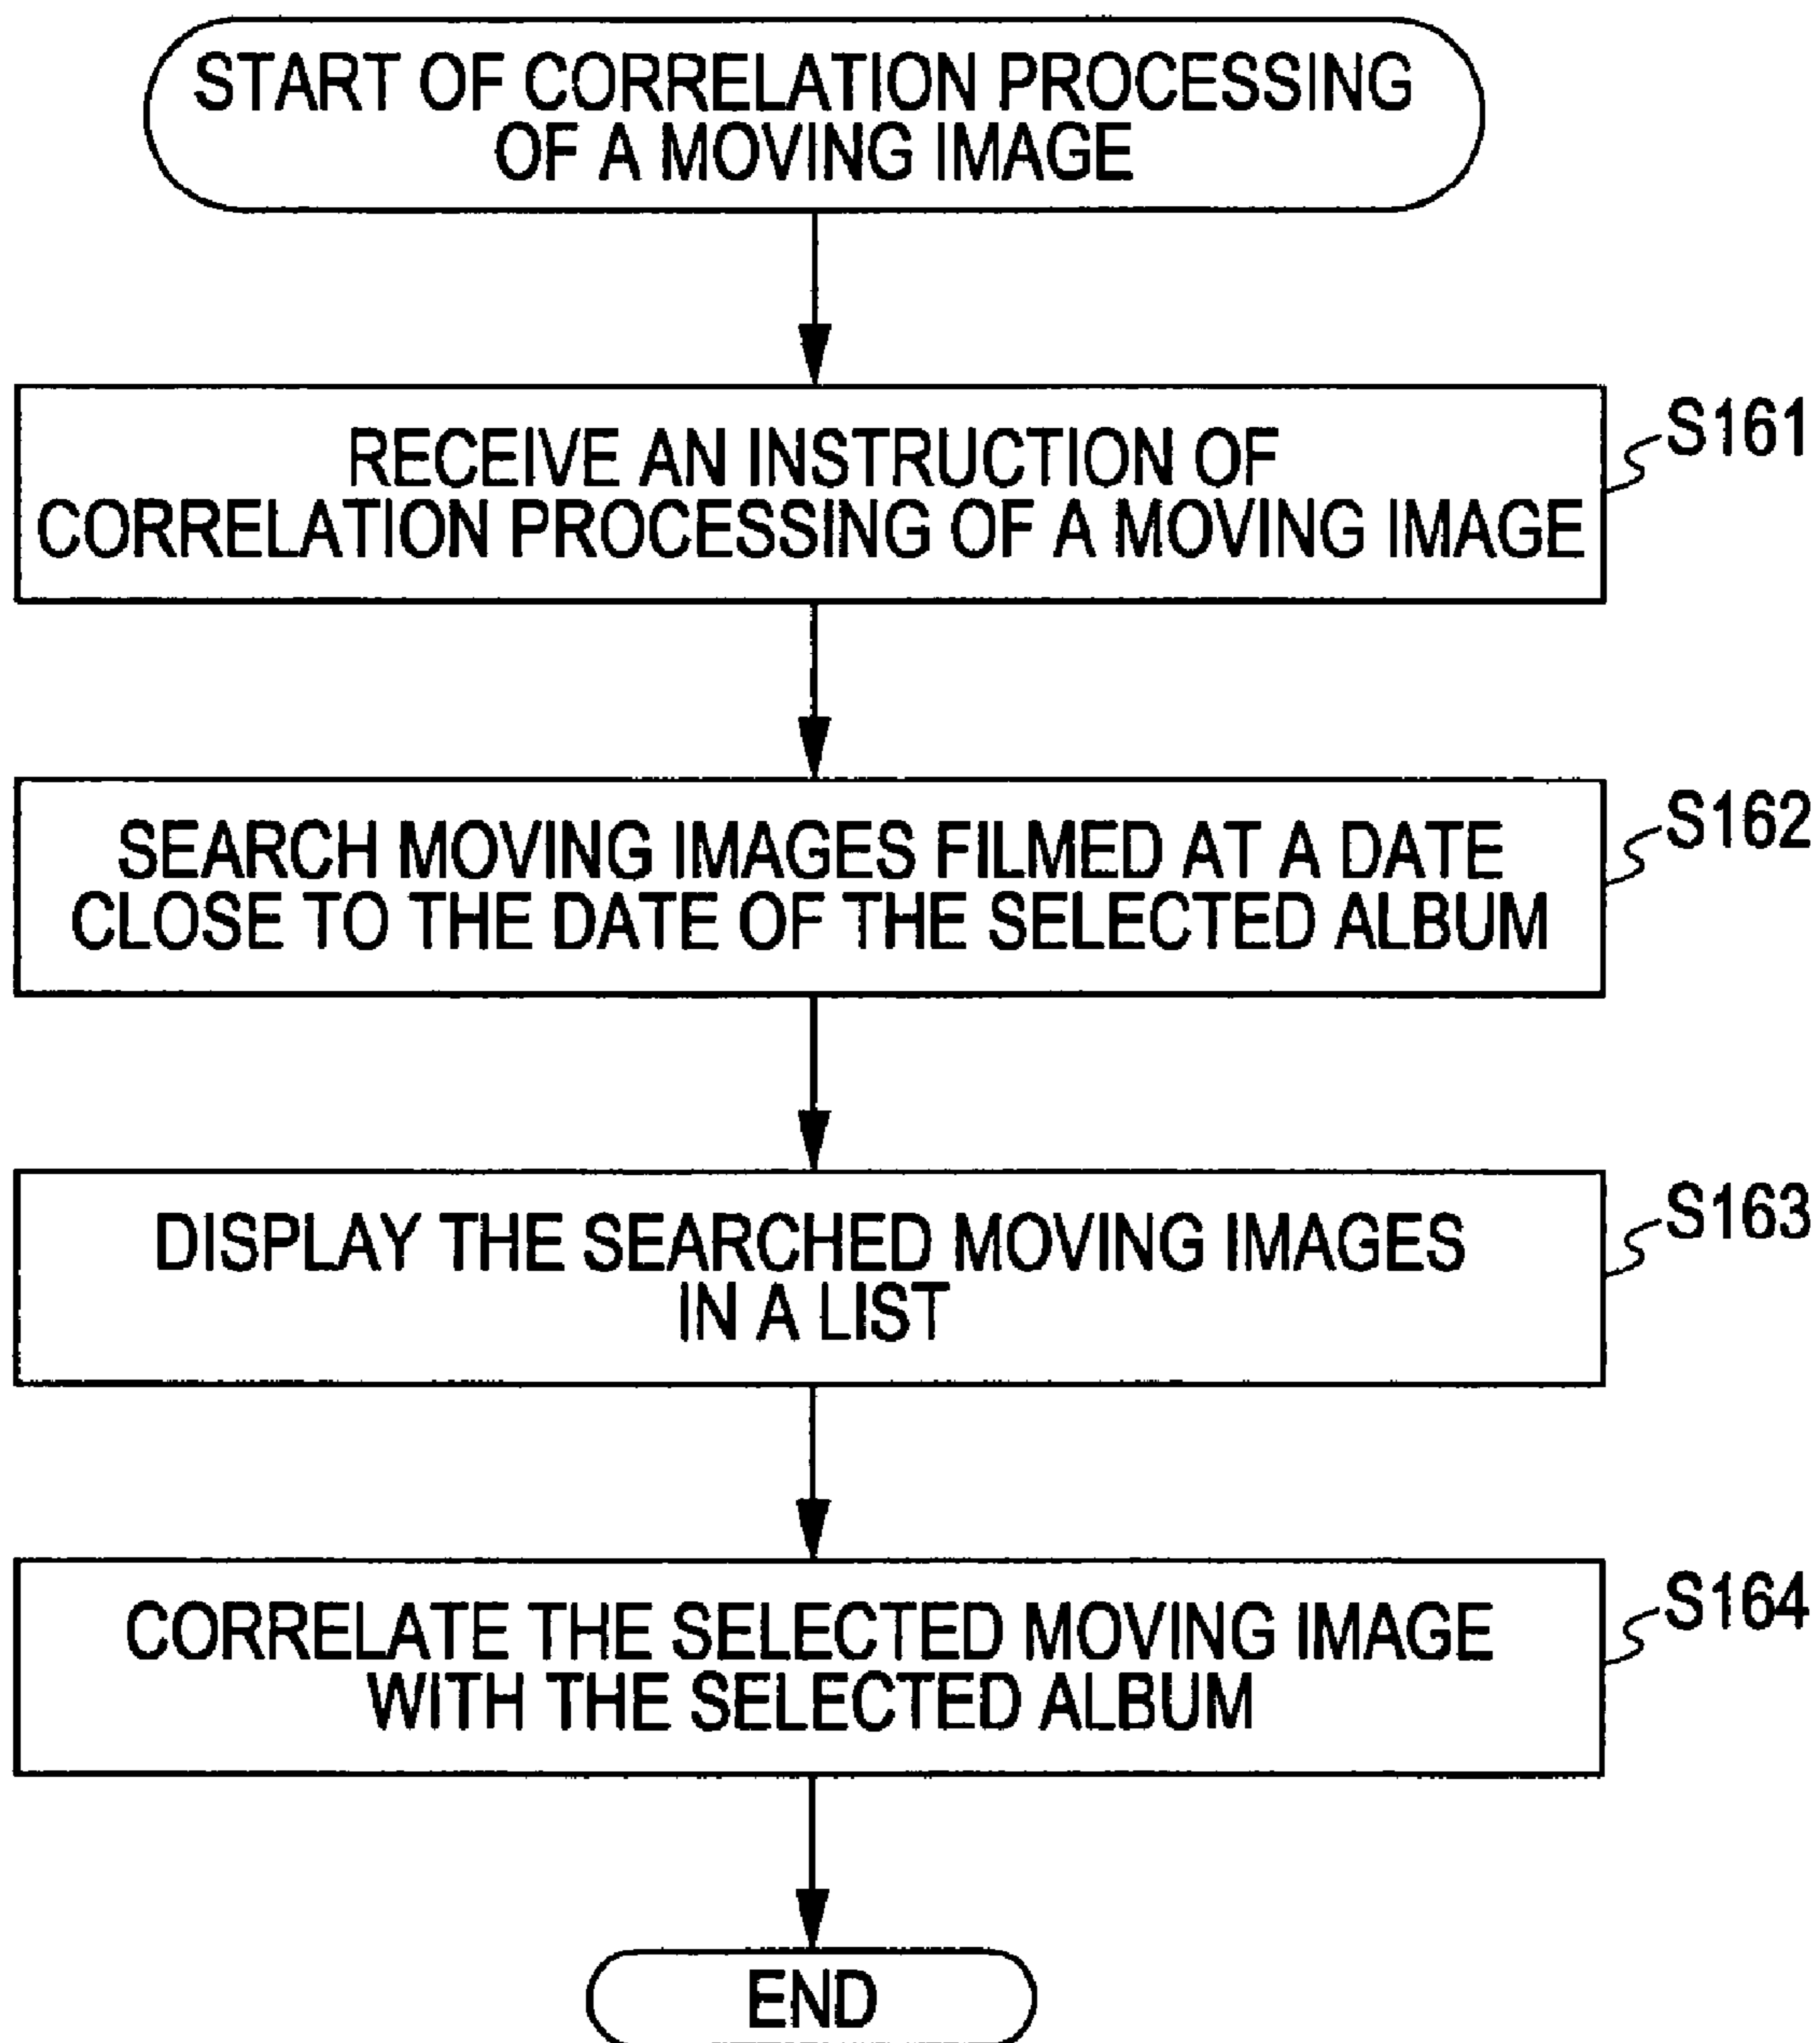 START OF CORRELATION PROCESSING
OF A MOVING IMAGE
RECEIVE AN INSTRUCTION OF
CORRELATION PROCESSING OF A MOVING IMAGE
S161
SEARCH MOVING IMAGES FILMED AT A DATE
CLOSE TO THE DATE OF THE SELECTED ALBUM
S162
DISPLAY THE SEARCHED MOVING IMAGES
IN A LIST
S163
CORRELATE THE SELECTED MOVING IMAGE
WITH THE SELECTED ALBUM
S164
END